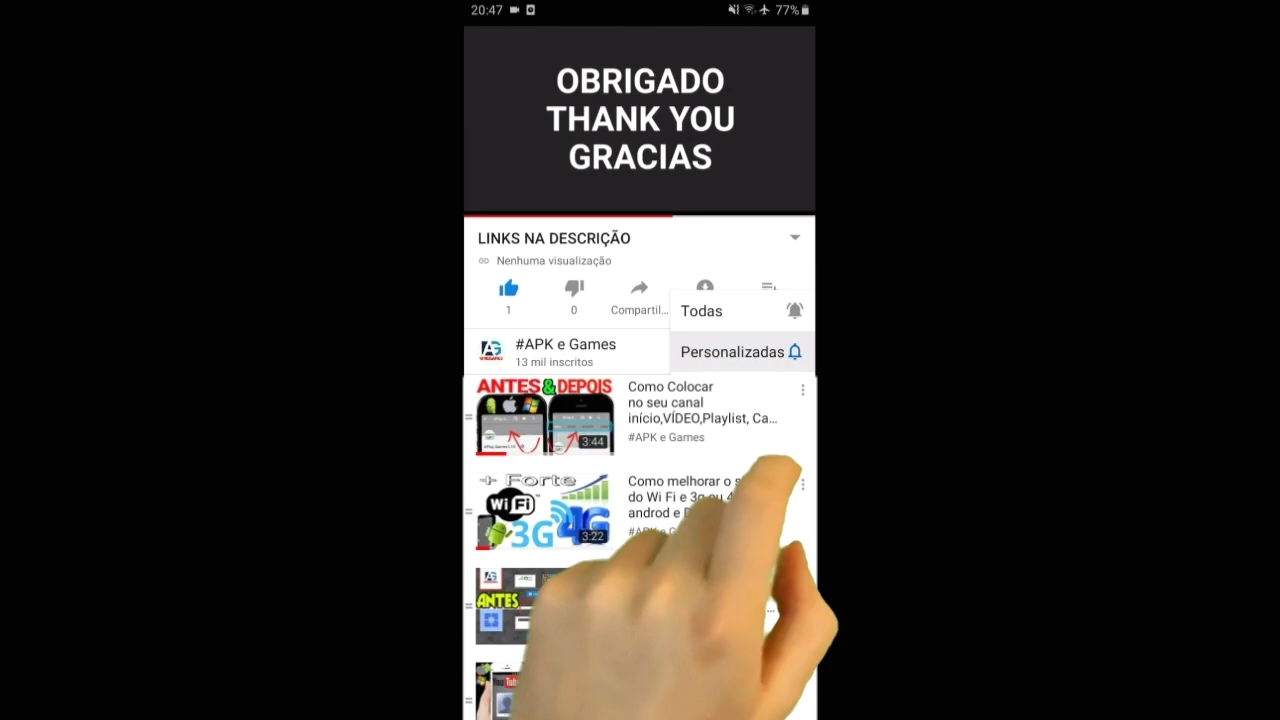 20:47
77%
OBRIGADO
THANK YOU
GRACIAS
LINKS NA DESCRIÇÃO
Nenhuma visualização
1
0
Compartil...
Todas
#APK e Games
Personalizadas
13 mil inscritos
ANTES & DEPOIS
3:44
Como Colocar
no seu canal
início,VÍDEO,Playlist, Ca...
#APK e Games
+ Forte
WiFi
3G
4G
3:22
Como melhorar o s
do Wi Fi e 3g ou 4
androd e
ANTES